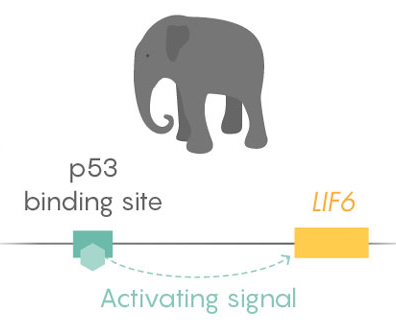 p53
binding site
LIF6
Activating signal